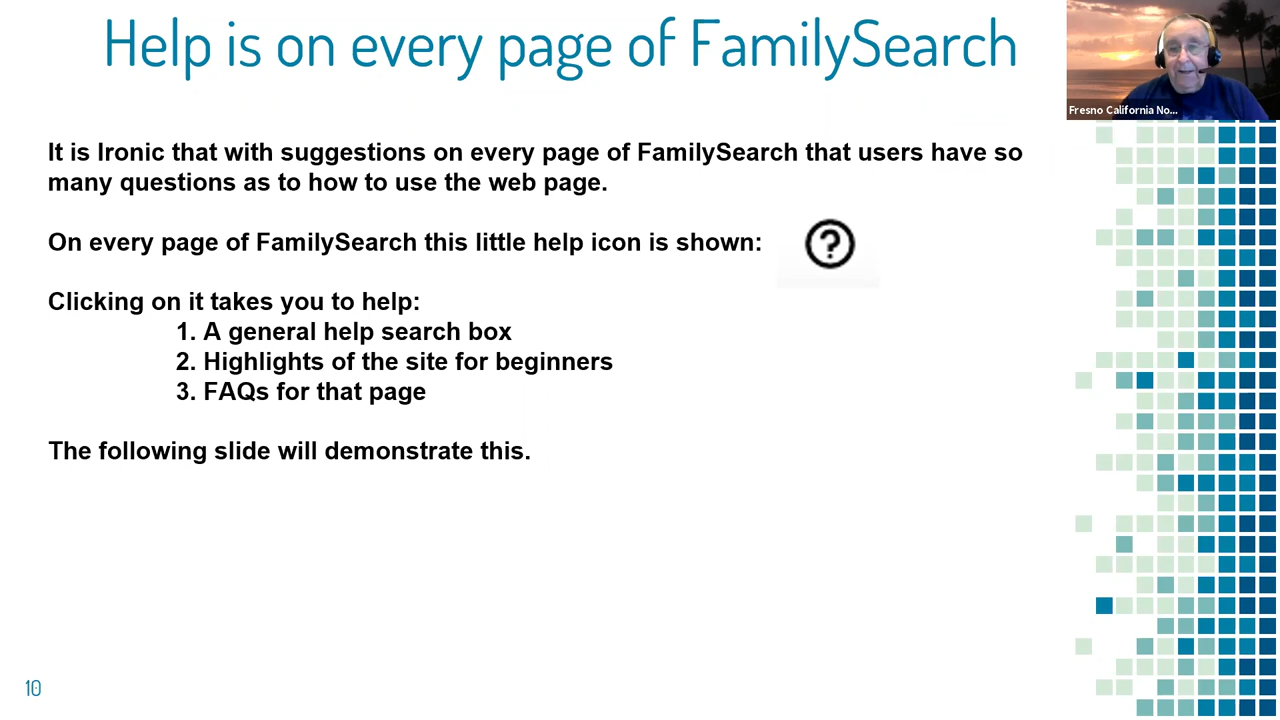 Help is on every page of FamilySearch
Fresno California No...
It is Ironic that with suggestions on every page of FamilySearch that users have so
many questions as to how to use the web page.
On every page of FamilySearch this little help icon is shown:
?
Clicking on it takes you to help:
1. A general help search box
2. Highlights of the site for beginners
3. FAQs for that page
The following slide will demonstrate this.
10